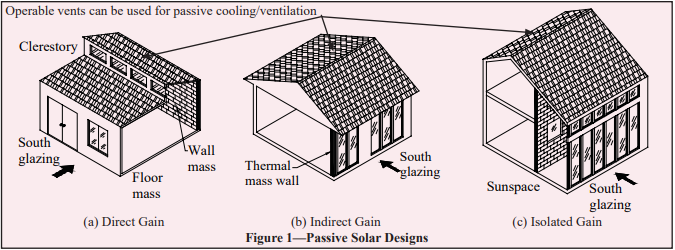 Operable vents can be used for passive cooling/ventilation
Clerestory
South
glazing
Floor
mass
Wall
mass
Thermal
mass wall
South
glazing
Sunspace
South
glazing
(a) Direct Gain
(b) Indirect Gain
(c) Isolated Gain
Figure 1—Passive Solar Designs